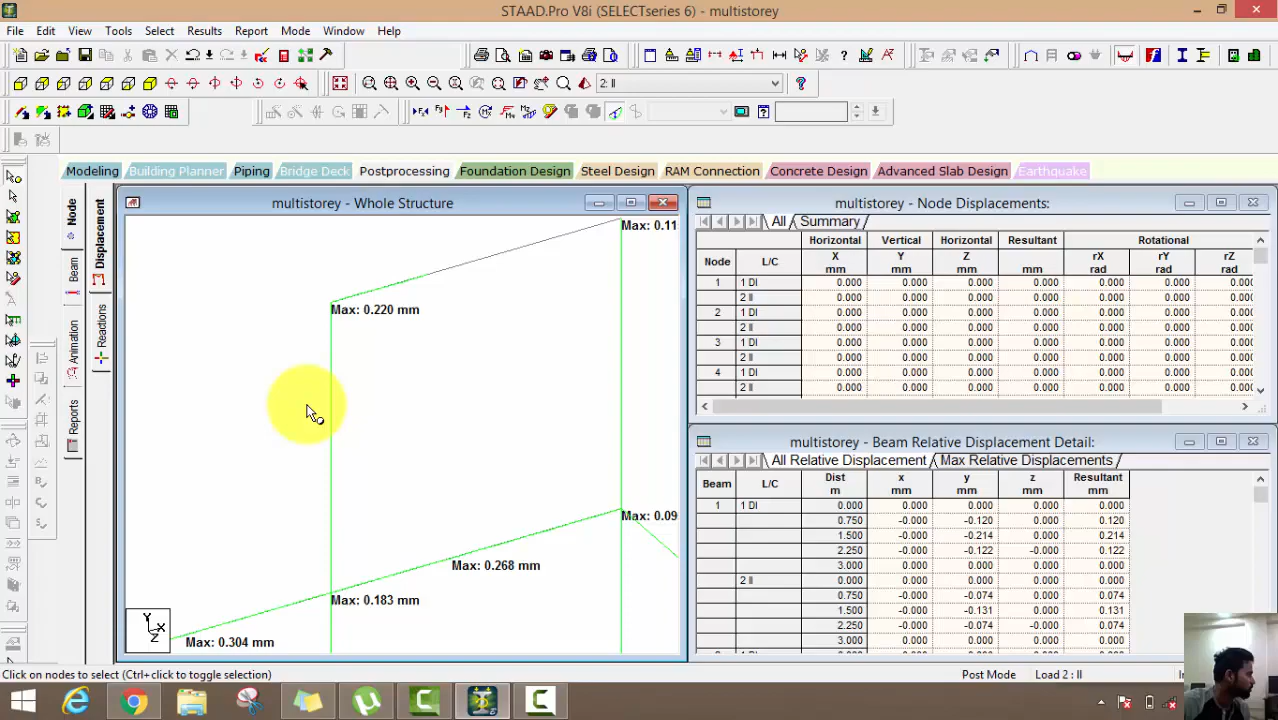 STAAD.Pro V8i (SELECTseries 6) - multistorey
File Edit View Tools Select Results Report Mode Window Help
2: ll
Modeling Building Planner Piping Bridge Deck Postprocessing Foundation Design Steel Design RAM Connection Concrete Design Advanced Slab Design Earthquake
Node
Beam
Animation
Reports
Displacement
Reactions
multistorey - Whole Structure
Max: 0.11
Max: 0.220 mm
Max: 0.09
Max: 0.268 mm
Max: 0.183 mm
Max: 0.304 mm
Y
X
Z
multistorey - Node Displacements:
All Summary
Horizontal Vertical Horizontal Resultant Rotational
Node L/C X mm Y mm Z mm mm rX rad rY rad rZ rad
1 1 Dl 0.000 0.000 0.000 0.000 0.000 0.000 0.000
2 ll 0.000 0.000 0.000 0.000 0.000 0.000 0.000
2 1 Dl 0.000 0.000 0.000 0.000 0.000 0.000 0.000
2 ll 0.000 0.000 0.000 0.000 0.000 0.000 0.000
3 1 Dl 0.000 0.000 0.000 0.000 0.000 0.000 0.000
2 ll 0.000 0.000 0.000 0.000 0.000 0.000 0.000
4 1 Dl 0.000 0.000 0.000 0.000 0.000 0.000 0.000
2 ll 0.000 0.000 0.000 0.000 0.000 0.000 0.000
multistorey - Beam Relative Displacement Detail:
All Relative Displacement Max Relative Displacements
Beam L/C Dist m x mm y mm z mm Resultant mm
1 1 Dl 0.000 0.000 0.000 0.000 0.000
0.750 -0.000 -0.120 0.000 0.120
1.500 -0.000 -0.214 0.000 0.214
2.250 -0.000 -0.122 -0.000 0.122
3.000 0.000 0.000 0.000 0.000
2 ll 0.000 0.000 0.000 0.000 0.000
0.750 -0.000 -0.074 0.000 0.074
1.500 -0.000 -0.131 0.000 0.131
2.250 -0.000 -0.074 -0.000 0.074
3.000 0.000 0.000 0.000 0.000
Click on nodes to select (Ctrl+click to toggle selection)
Post Mode Load 2 : ll